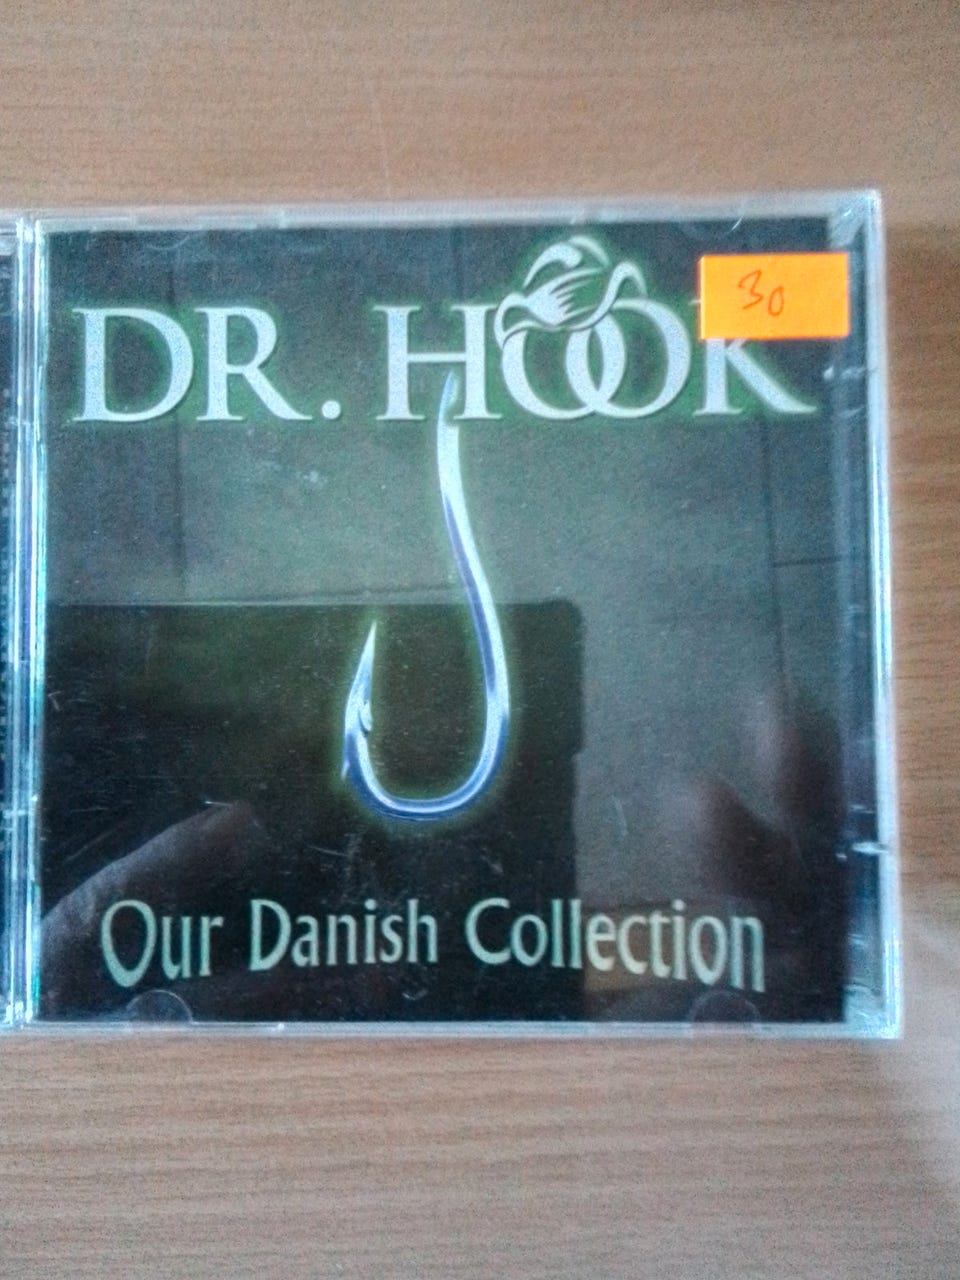 DR. HOOK
30
Our Danish Collection